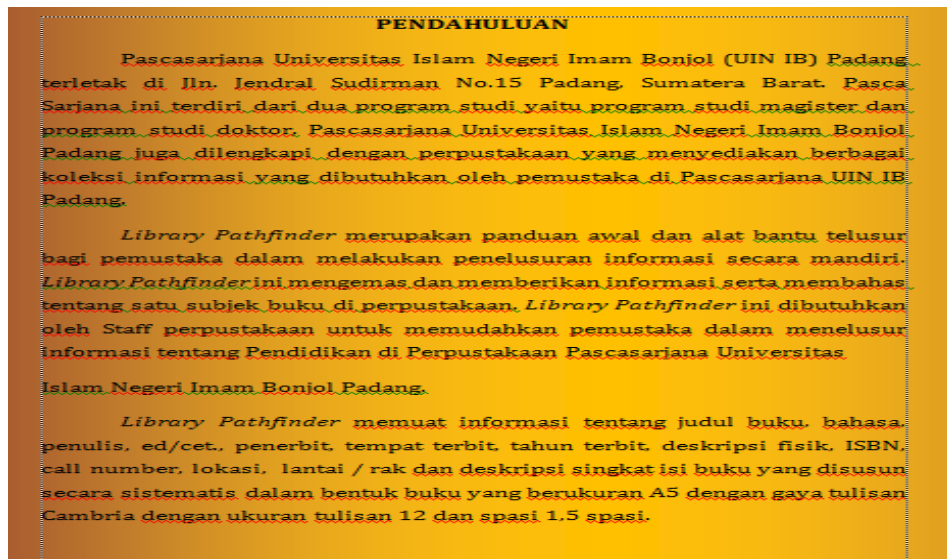 PENDAHULUAN
Pascasarjana Universitas Islam Negeri Imam Bonjol (UIN IB) Padang
terletak di Jln. Jendral Sudirman No.15 Padang, Sumatera Barat. Pasca
Sarjana ini terdiri dari dua program studi yaitu program studi magister dan
program studi doktor, Pascasarjana Universitas Islam Negeri Imam Bonjol
Padang juga dilengkapi dengan perpustakaan yang menyediakan berbagai
koleksi informasi yang dibutuhkan oleh pemustaka di Pascasarjana UIN IB
Padang.
Library Pathfinder merupakan panduan awal dan alat bantu telusur
bagi pemustaka dalam melakukan penelusuran informasi secara mandiri.
Library Pathfinder ini mengemas dan memberikan informasi serta membahas
tentang satu subjek buku di perpustakaan. Library Pathfinder ini dibutuhkan
oleh Staff perpustakaan untuk memudahkan pemustaka dalam menelusur
Informasi tentang Pendidikan di Perpustakaan Pascasarjana Universitas
Islam Negeri Imam Bonjol Padang.
Library Pathfinder memuat informasi tentang judul buku, bahasa,
penulis, ed/cet., penerbit, tempat terbit, tahun terbit, deskripsi fisik, ISBN,
call number, lokasi, lantai / rak dan deskripsi singkat isi buku yang disusun
secara sistematis dalam bentuk buku yang berukuran A5 dengan gaya tulisan
Cambria dengan ukuran tulisan 12 dan spasi 1,5 spasi.